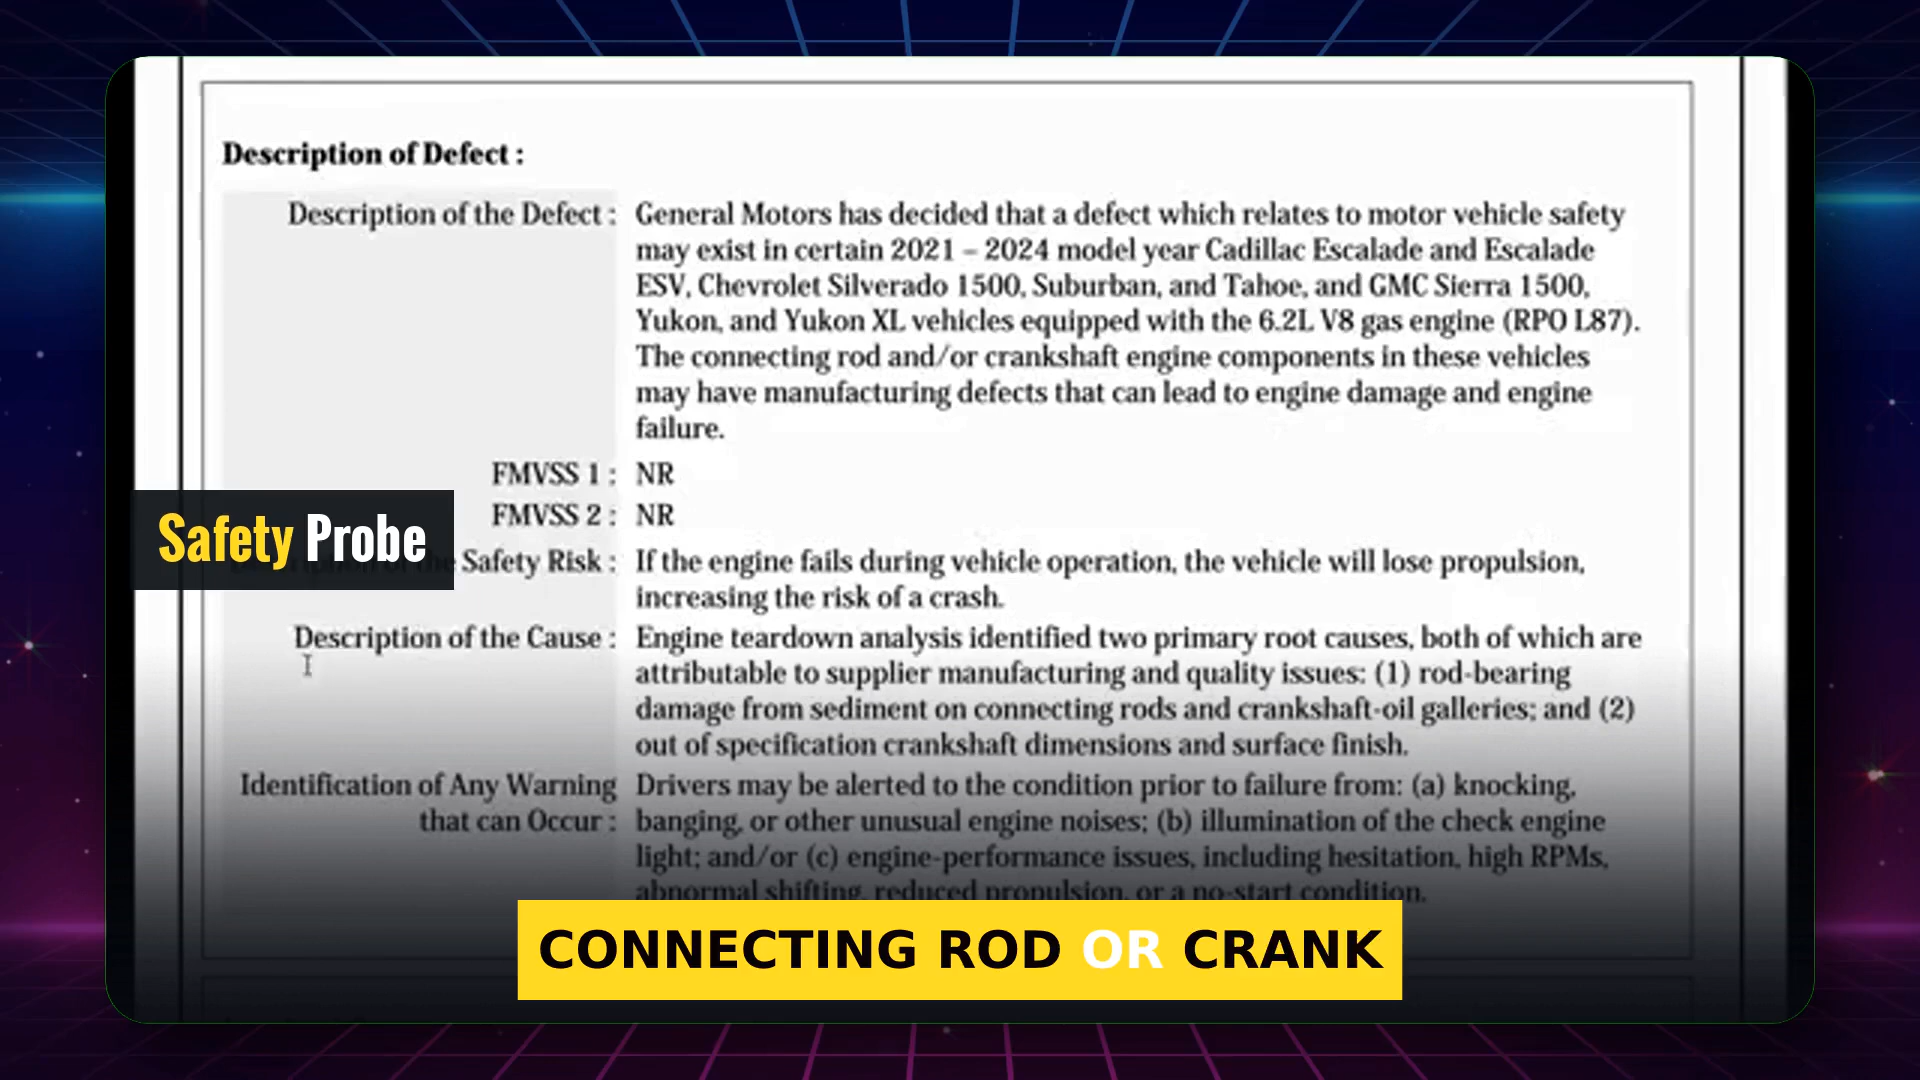 Description of Defect :
Description of the Defect : General Motors has decided that a defect which relates to motor vehicle safety
may exist in certain 2021 – 2024 model year Cadillac Escalade and Escalade
ESV, Chevrolet Silverado 1500, Suburban, and Tahoe, and GMC Sierra 1500,
Yukon, and Yukon XL vehicles equipped with the 6.2L V8 gas engine (RPO L87).
The connecting rod and/or crankshaft engine components in these vehicles
may have manufacturing defects that can lead to engine damage and engine
failure.
FMVSS 1 : NR
FMVSS 2 : NR
Safety Probe
Safety Risk : If the engine fails during vehicle operation, the vehicle will lose propulsion,
increasing the risk of a crash.
Description of the Cause : Engine teardown analysis identified two primary root causes, both of which are
attributable to supplier manufacturing and quality issues: (1) rod-bearing
damage from sediment on connecting rods and crankshaft-oil galleries; and (2)
out of specification crankshaft dimensions and surface finish.
Identification of Any Warning Drivers may be alerted to the condition prior to failure from: (a) knocking,
that can Occur : banging, or other unusual engine noises; (b) illumination of the check engine
light; and/or (c) engine-performance issues, including hesitation, high RPMs,
abnormal shifting, reduced propulsion, or a no-start condition.
CONNECTING ROD OR CRANK